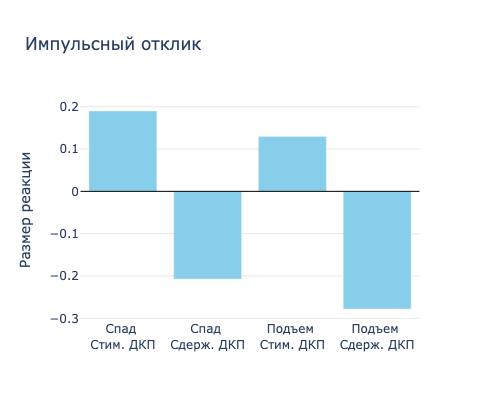 Импульсный отклик
Размер реакции
0.2
0.1
0
−0.1
−0.2
−0.3
Спад Спад Подъем Подъем
Стим. ДКП Сдерж. ДКП Стим. ДКП Сдерж. ДКП